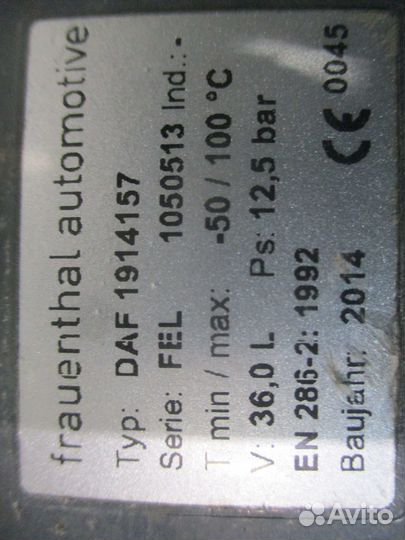 frauenthal automotive
Typ: DAF 1914157
Serie: FEL 1050513 Ind.: -
T min / max: -50 / 100 °C
V: 36,0 L Ps: 12,5 bar
EN 286-2: 1992
Baujahr: 2014 CE 0045
Avito